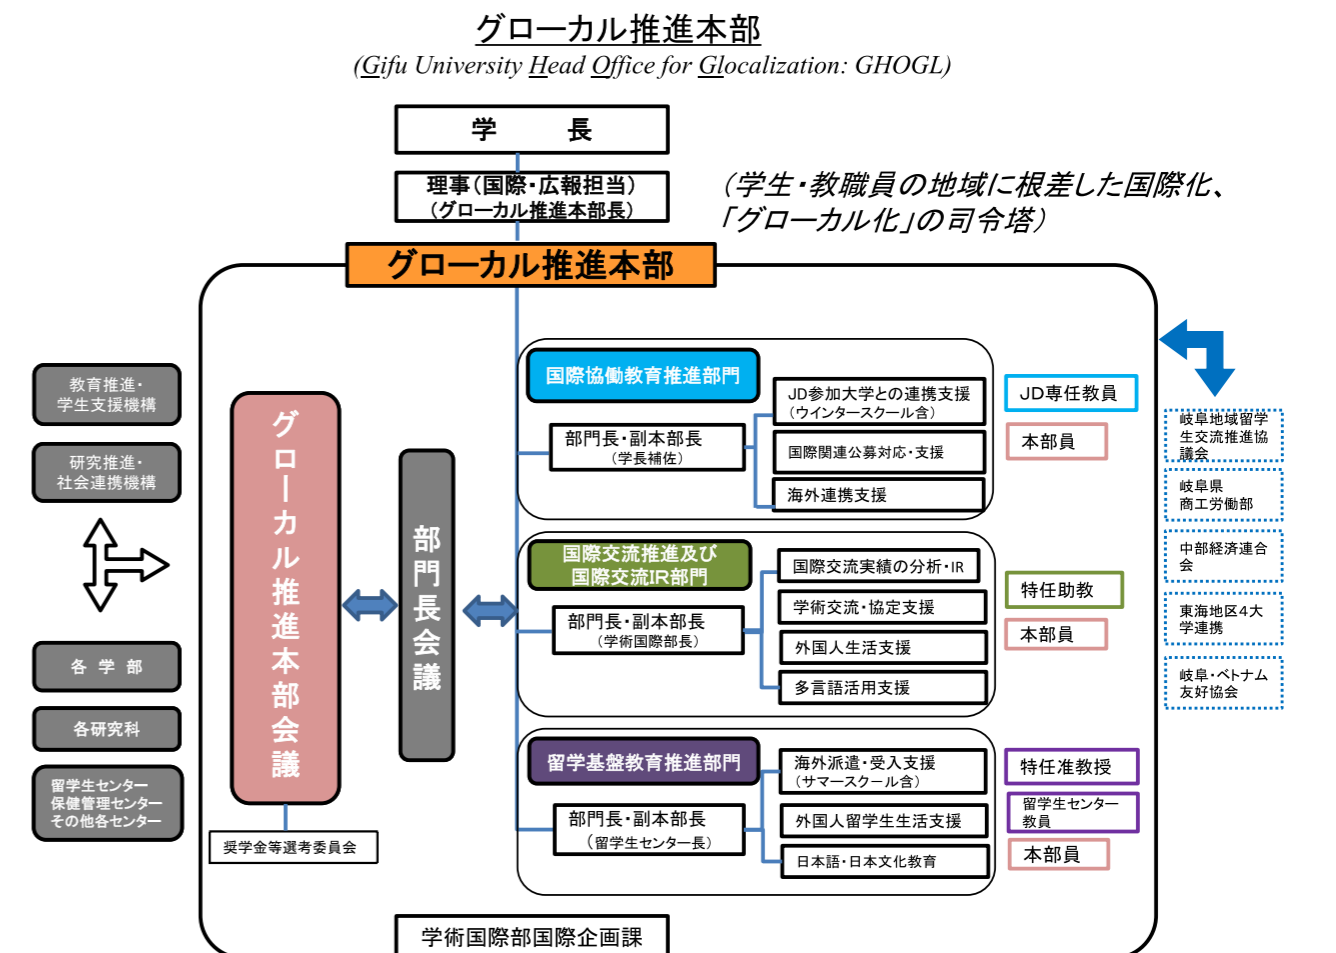 グローカル推進本部
(Gifu University Head Office for Glocalization: GHOGL)
学　長
理事（国際・広報担当）
（グローカル推進本部長）
（学生・教職員の地域に根差した国際化、
「グローカル化」の司令塔）
グローカル推進本部
教育推進・
学生支援機構
研究推進・
社会連携機構
各 学 部
各研究科
留学生センター
保健管理センター
その他各センター
グローカル推進本部会議
奨学金等選考委員会
部門長会議
国際協働教育推進部門
部門長・副本部長
（学長補佐）
JD参加大学との連携支援
（ウインタースクール含）
国際関連公募対応・支援
海外連携支援
JD専任教員
本部員
国際交流推進及び
国際交流IR部門
部門長・副本部長
（学術国際部長）
国際交流実績の分析・IR
学術交流・協定支援
外国人生活支援
多言語活用支援
特任助教
本部員
留学基盤教育推進部門
部門長・副本部長
（留学生センター長）
海外派遣・受入支援
（サマースクール含）
外国人留学生生活支援
日本語・日本文化教育
特任准教授
留学生センター
教員
本部員
岐阜地域留学
生交流推進協
議会
岐阜県
商工労働部
中部経済連合
会
東海地区4大
学連携
岐阜・ベトナム
友好協会
学術国際部国際企画課